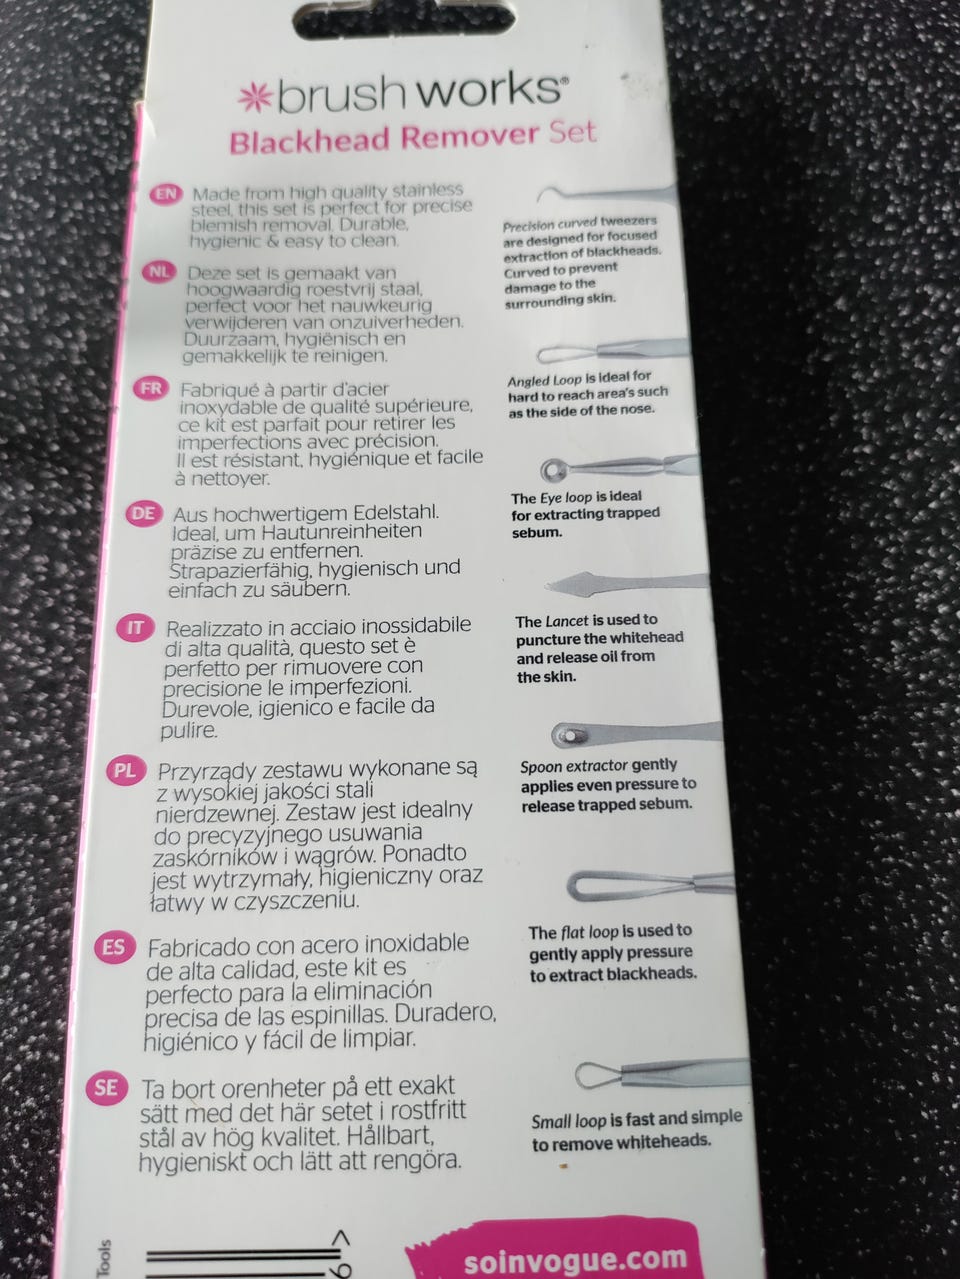 brushworks®
Blackhead Remover Set
EN Made from high quality stainless
steel, this set is perfect for precise
blemish removal. Durable,
hygienic & easy to clean.
NL Deze set is gemaakt van
hoogwaardig roestvrij staal,
perfect voor het nauwkeurig
verwijderen van onzuiverheden.
Duurzaam, hygiënisch en
gemakkelijk te reinigen.
FR Fabriqué à partir d'acier
inoxydable de qualité supérieure,
ce kit est parfait pour retirer les
imperfections avec précision.
Il est résistant, hygiénique et facile
à nettoyer.
DE Aus hochwertigem Edelstahl.
Ideal, um Hautunreinheiten
präzise zu entfernen.
Strapazierfähig, hygienisch und
einfach zu säubern.
IT Realizzato in acciaio inossidabile
di alta qualità, questo set è
perfetto per rimuovere con
precisione le imperfezioni.
Durevole, igienico e facile da
pulire.
PL Przyrządy zestawu wykonane są
z wysokiej jakości stali
nierdzewnej. Zestaw jest idealny
do precyzyjnego usuwania
zaskórników i wągrów. Ponadto
jest wytrzymały, higieniczny oraz
łatwy w czyszczeniu.
ES Fabricado con acero inoxidable
de alta calidad, este kit es
perfecto para la eliminación
precisa de las espinillas. Duradero,
higiénico y fácil de limpiar.
SE Ta bort orenheter på ett exakt
sätt med det här setet i rostfritt
stål av hög kvalitet. Hållbart,
hygieniskt och lätt att rengöra.
Precision curved tweezers
are designed for focused
extraction of blackheads.
Curved to prevent
damage to the
surrounding skin.
Angled Loop is ideal for
hard to reach area's such
as the side of the nose.
The Eye loop is ideal
for extracting trapped
sebum.
The Lancet is used to
puncture the whitehead
and release oil from
the skin.
Spoon extractor gently
applies even pressure to
release trapped sebum.
The flat loop is used to
gently apply pressure
to extract blackheads.
Small loop is fast and simple
to remove whiteheads.
Tools
>
soinvogue.com